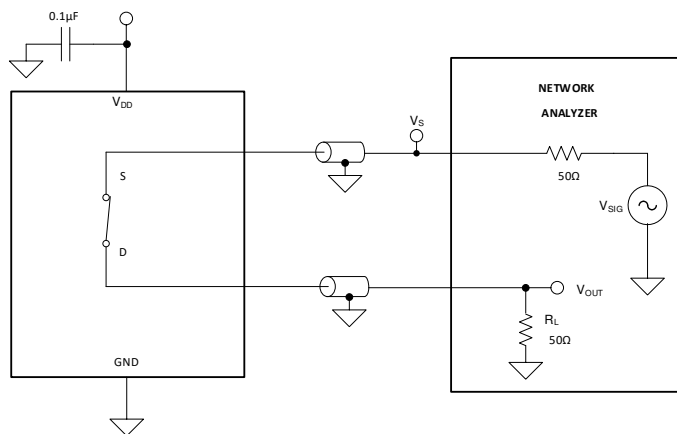 0.1µF
VDD
NETWORK
ANALYZER
VS
S
50Ω
VSIG
D
VOUT
RL
50Ω
GND